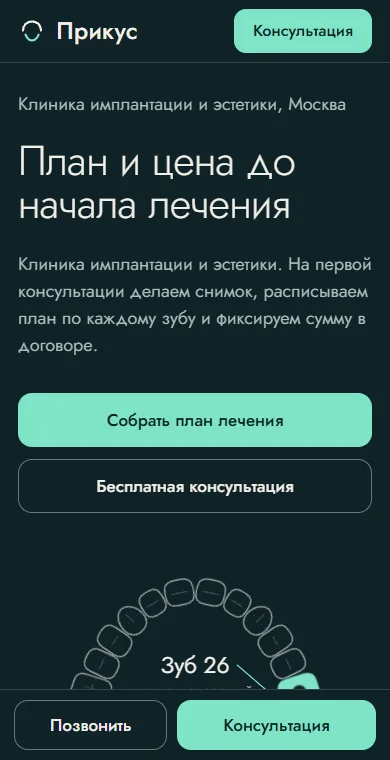 Прикус
Консультация
Клиника имплантации и эстетики, Москва
План и цена до
начала лечения
Клиника имплантации и эстетики. На первой
консультации делаем снимок, расписываем
план по каждому зубу и фиксируем сумму в
договоре.
Собрать план лечения
Бесплатная консультация
Зуб 26
Позвонить
Консультация